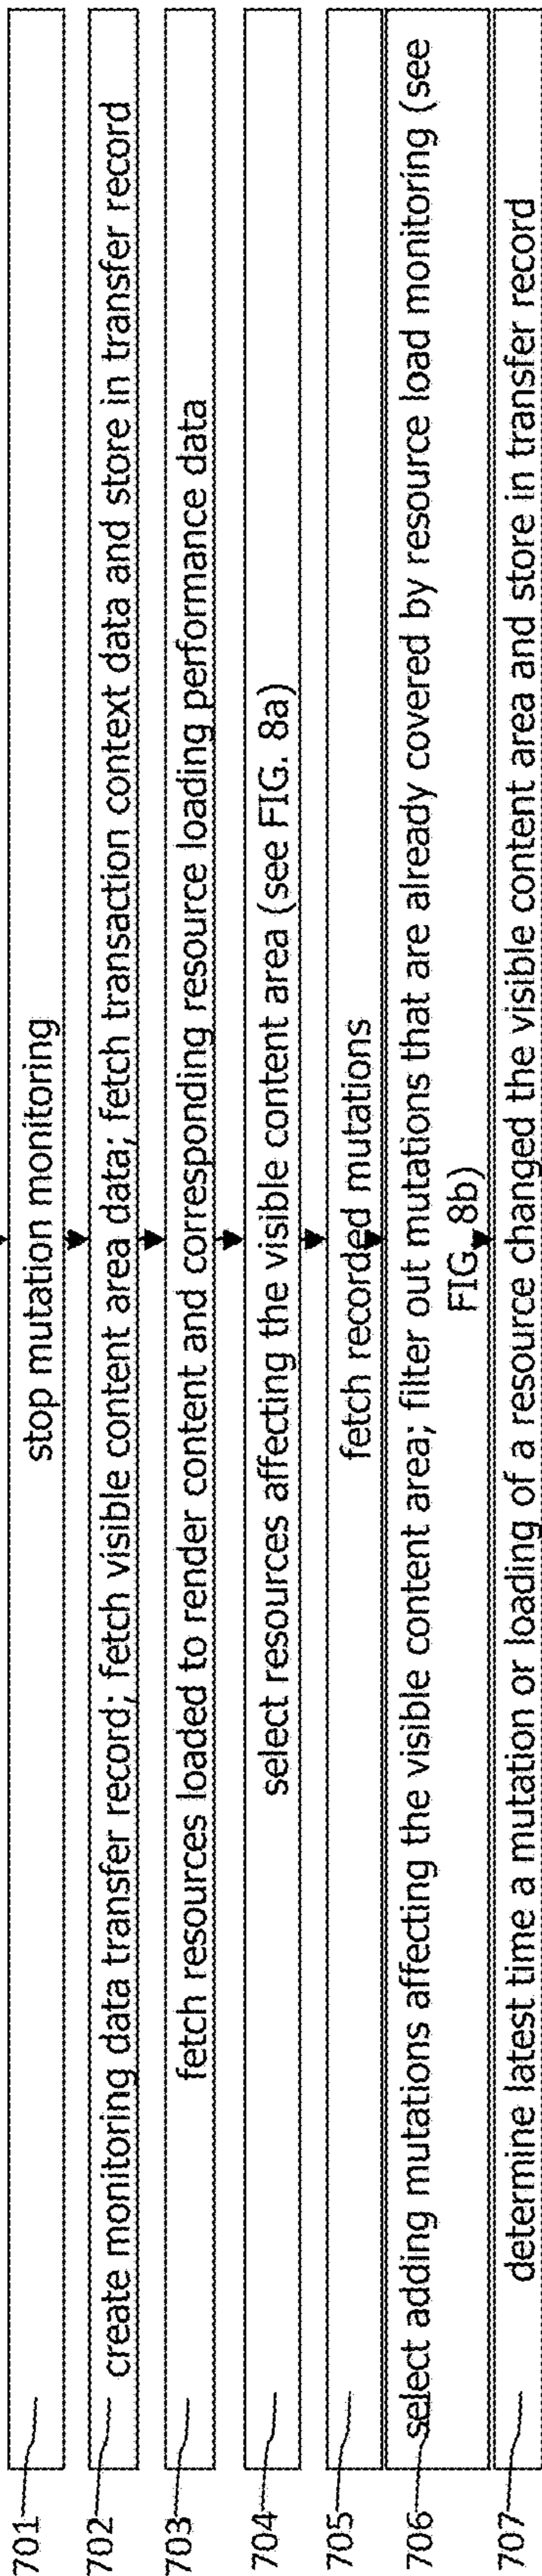 701
stop mutation monitoring
702
create monitoring data transfer record; fetch visible content area data; fetch transaction context data and store in transfer record
703
fetch resources loaded to render content and corresponding resource loading performance data
704
select resources affecting the visible content area (see FIG. 8a)
705
fetch recorded mutations
706
select adding mutations affecting the visible content area; filter out mutations that are already covered by resource load monitoring (see
FIG. 8b)
707
determine latest time a mutation or loading of a resource changed the visible content area and store in transfer record